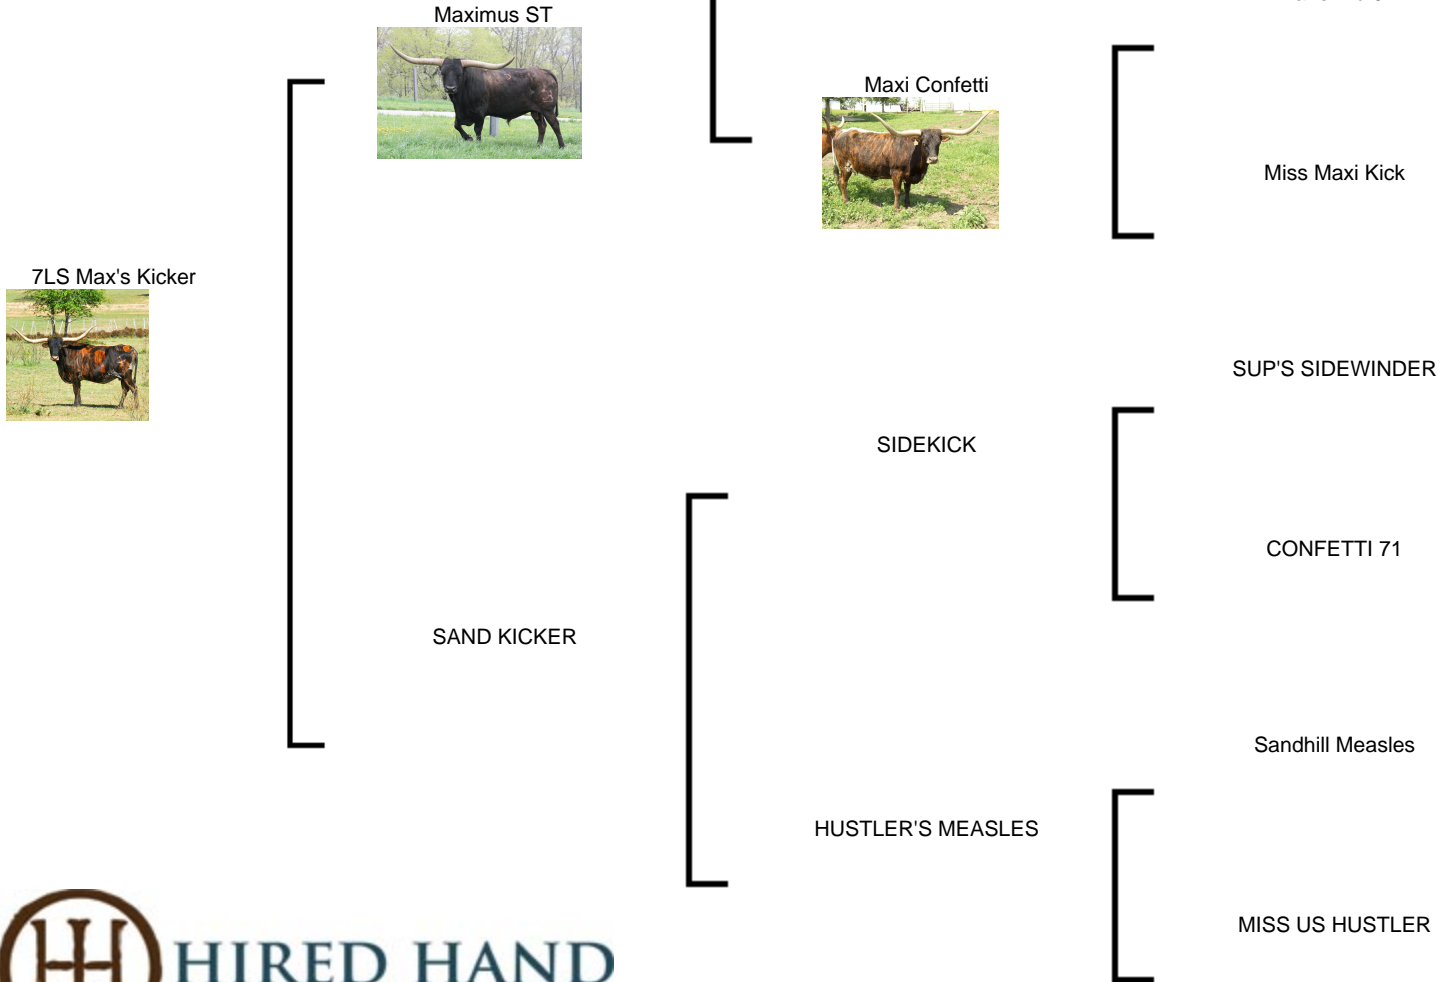 Maximus ST
Maxi Confetti
Miss Maxi Kick
7LS Max's Kicker
SUP'S SIDEWINDER
SIDEKICK
CONFETTI 71
SAND KICKER
Sandhill Measles
HUSTLER'S MEASLES
MISS US HUSTLER
HIRED HAND